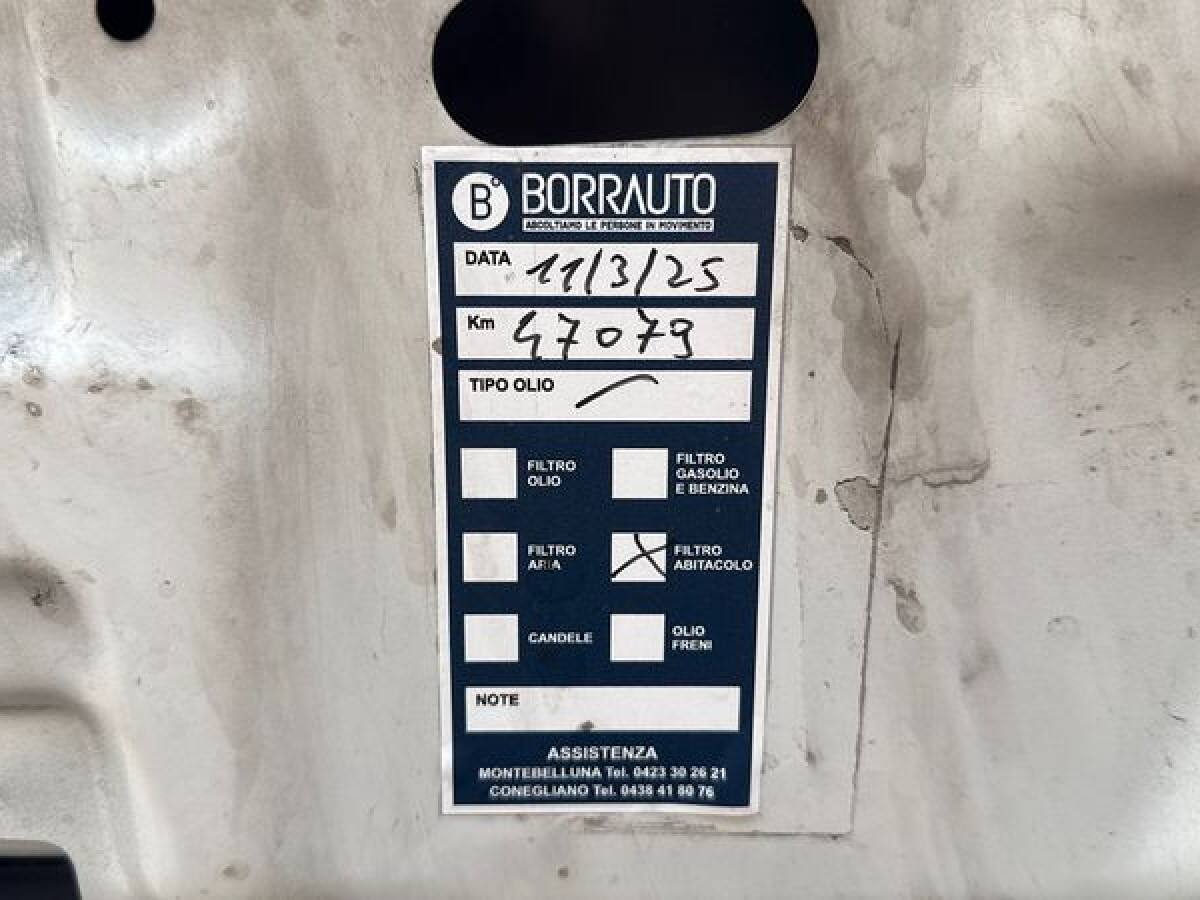 B°
BORRAUTO
ASCOLTIAMO LE PERSONE IN MOVIMENTO
DATA 11/3/25
Km 47079
TIPO OLIO
FILTRO
OLIO
FILTRO
GASOLIO
E BENZINA
FILTRO
ARIA
FILTRO
ABITACOLO
CANDELE
OLIO
FRENI
NOTE
ASSISTENZA
MONTEBELLUNA Tel. 0423 30 26 21
CONEGLIANO Tel. 0438 41 80 76